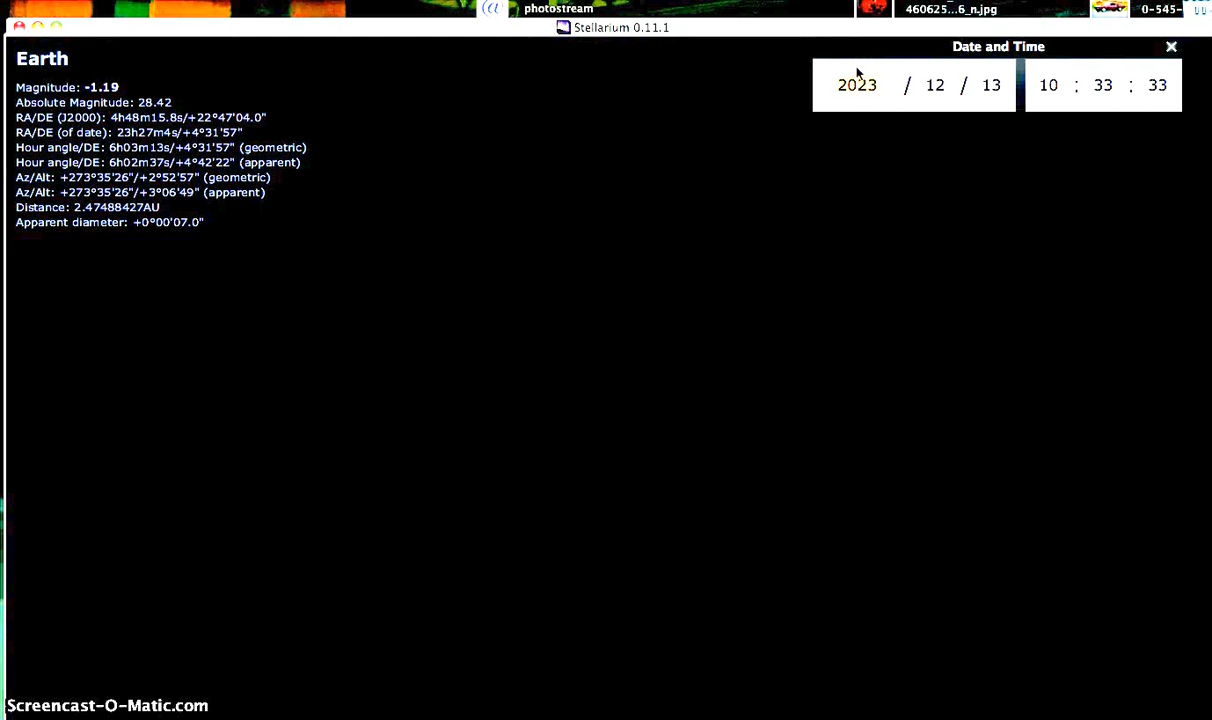 photostream
460625...6_n.jpg
0-545-
Stellarium 0.11.1
Earth
Magnitude: -1.19
Absolute Magnitude: 28.42
RA/DE (J2000): 4h48m15.8s/+22°47'04.0"
RA/DE (of date): 23h27m4s/+4°31'57"
Hour angle/DE: 6h03m13s/+4°31'57" (geometric)
Hour angle/DE: 6h02m37s/+4°42'22" (apparent)
Az/Alt: +273°35'26"/+2°52'57" (geometric)
Az/Alt: +273°35'26"/+3°06'49" (apparent)
Distance: 2.47488427AU
Apparent diameter: +0°00'07.0"
Date and Time
2023 / 12 / 13 10 : 33 : 33
Screencast-O-Matic.com